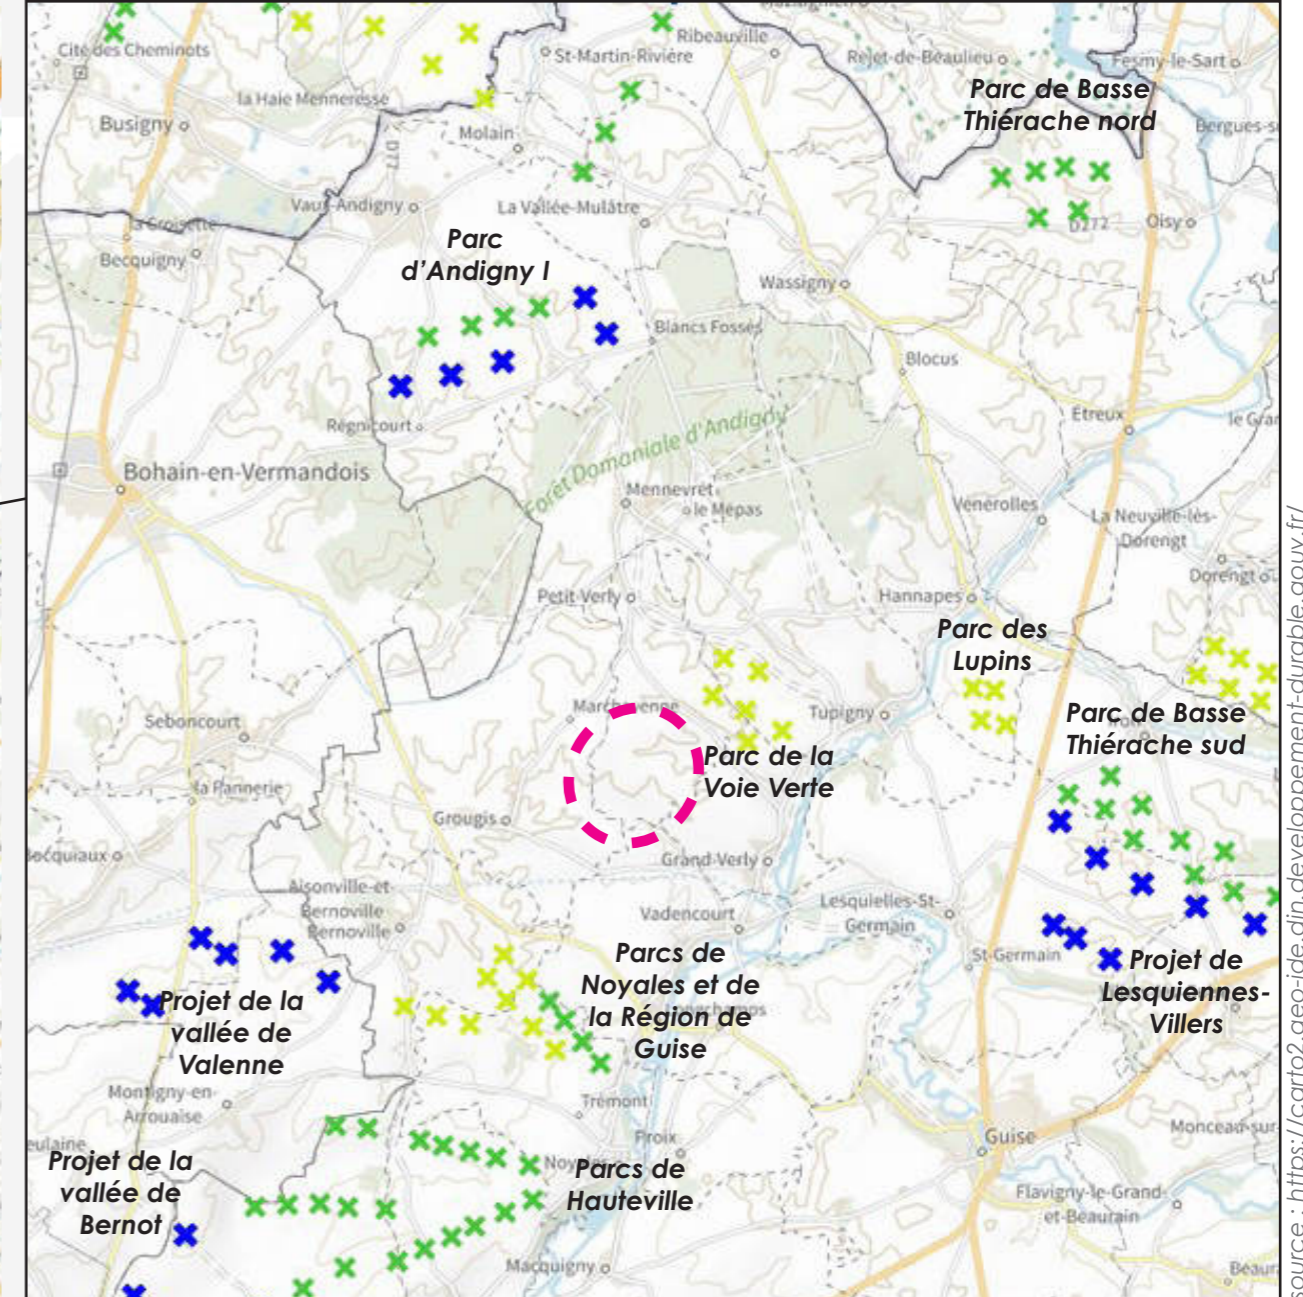 Cité des Cheminots
St-Martin-Rivière
Ribeauville
Rejet-de-Beaulieu
Fesmy-le-Sart
la Haie Menneresse
Parc de Basse
Thiérache nord
Busigny
Molain
D77
Vaux-Andigny
La Vallée-Mulâtre
D272
Oisy
la Croisette
Becquigny
Parc
d'Andigny I
Wassigny
Blancs Fossés
Blocus
Etreux
Régnicourt
Forêt Domaniale d'Andigny
Bohain-en-Vermandois
Mennevret
le Mépas
Vénérolles
La Neuville-lès-
Dorengt
Dorengt
Petit-Verly
Hannapes
Parc des
Lupins
Marchavenne
Tupigny
Seboncourt
Parc de Basse
Thiérache sud
Parc de la
Voie Verte
la Pannerie
Grougis
Grand-Verly
Aisonville-et-
Bernoville
Bernoville
Vadencourt
Lesquielles-St-
Germain
St-Germain
Parcs de
Noyales et de
la Région de
Guise
Projet de
Lesquiennes-
Villers
Projet de la
vallée de
Valenne
Montigny-en-
Arrouaise
Tremont
Proix
Guise
Projet de la
vallée de
Bernot
Parcs de
Hauteville
Flavigny-le-Grand-
et-Beaurain
Macquigny
source : https://carto2.geo-ide.din.developpement-durable.gouv.fr/